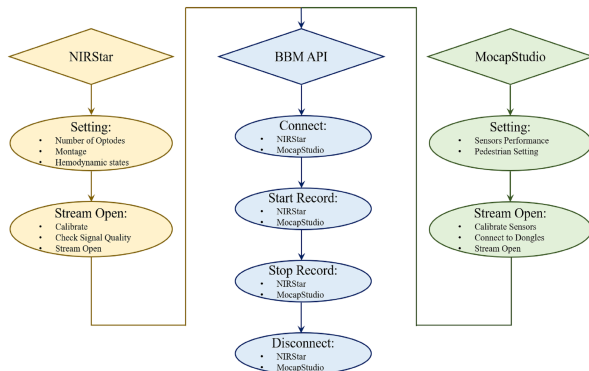 NIRStar
Setting:
• Number of Optodes
• Montage
• Hemodynamic states
Stream Open:
• Calibrate
• Check Signal Quality
• Stream Open
BBM API
Connect:
• NIRStar
• MocapStudio
Start Record:
• NIRStar
• MocapStudio
Stop Record:
• NIRStar
• MocapStudio
Disconnect:
• NIRStar
• MocapStudio
MocapStudio
Setting:
• Sensors Performance
• Pedestrian Setting
Stream Open:
• Calibrate Sensors
• Connect to Dongles
• Stream Open